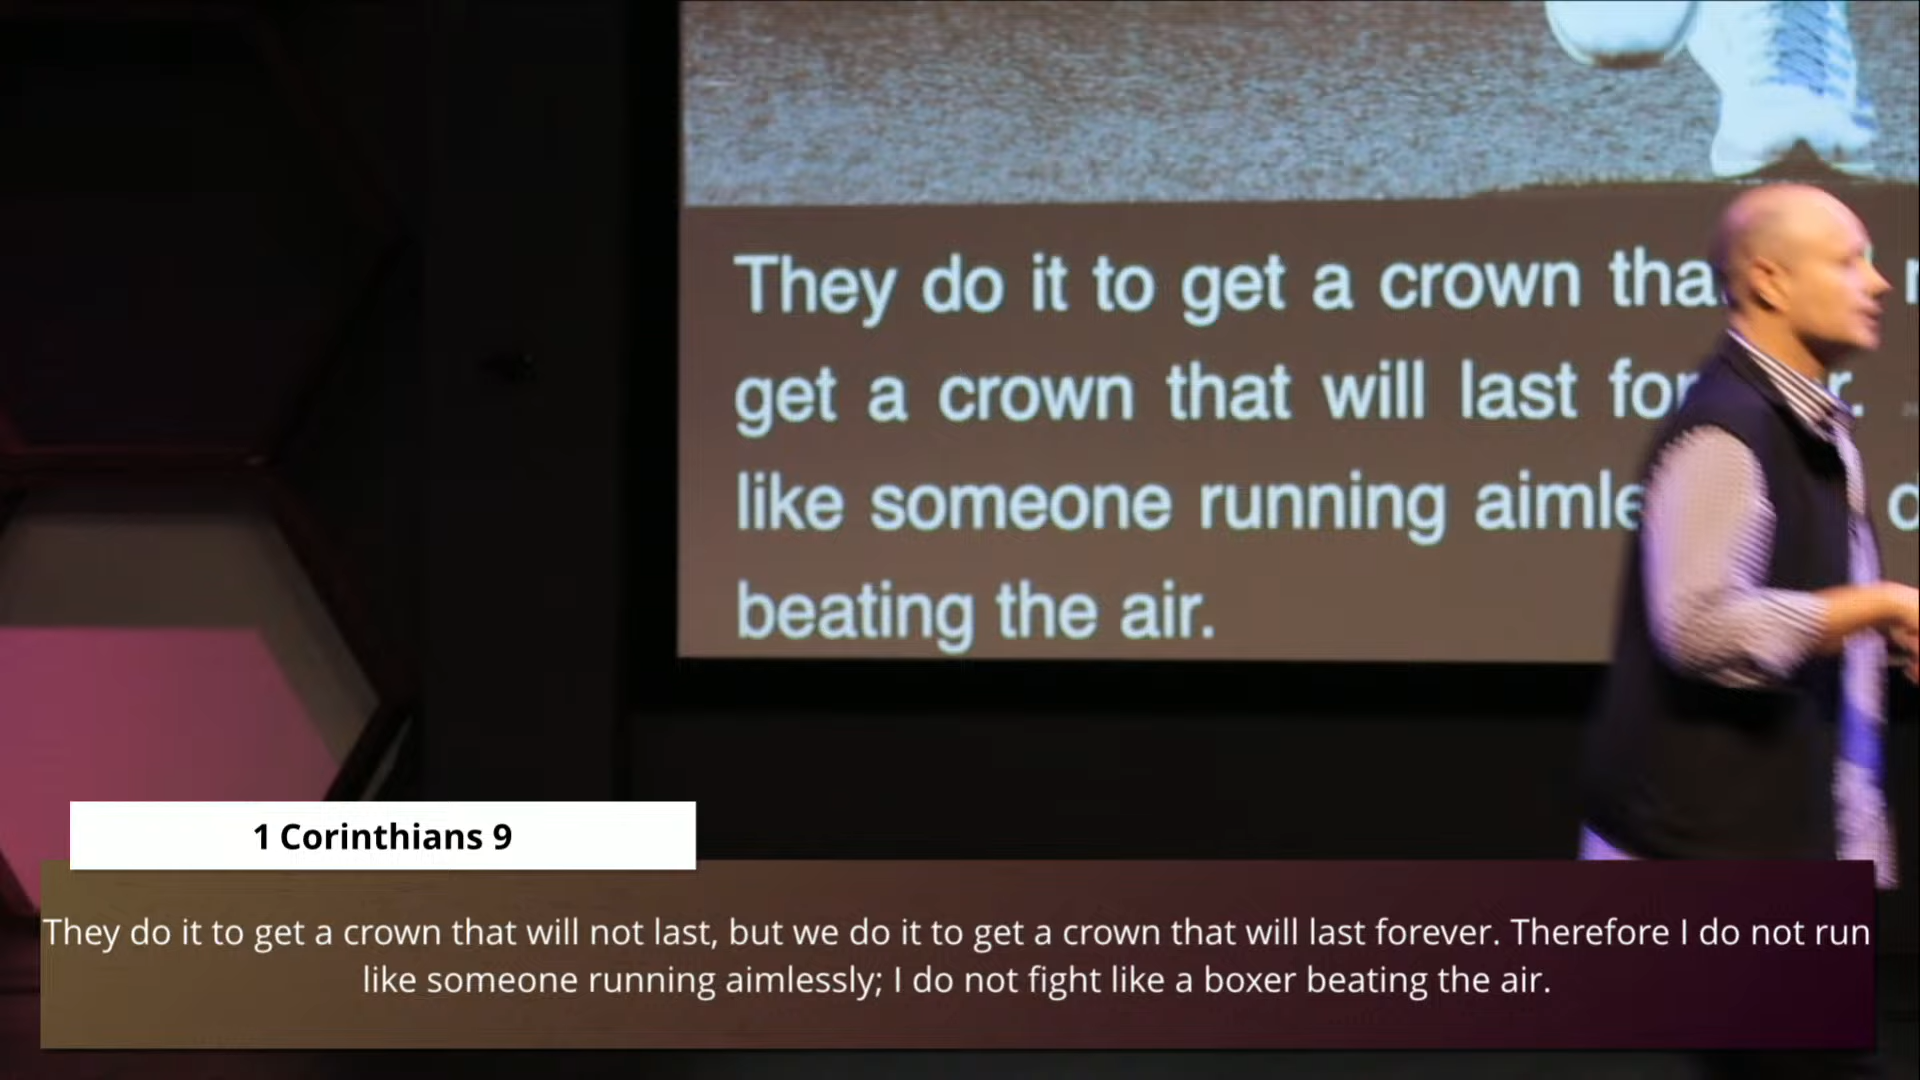 They do it to get a crown
get a crown that will last
like someone running
beating the air.
1 Corinthians 9
They do it to get a crown that will not last, but we do it to get a crown that will last forever. Therefore I do not run
like someone running aimlessly; I do not fight like a boxer beating the air.